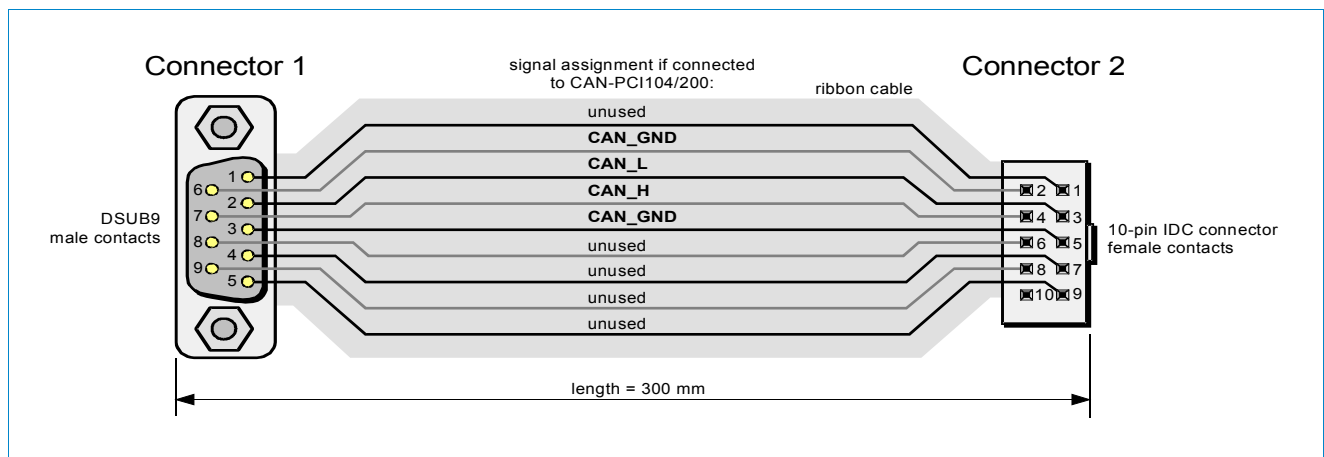 Connector 1
signal assignment if connected
to CAN-PCI104/200:
ribbon cable
Connector 2
unused
CAN_GND
CAN_L
CAN_H
CAN_GND
unused
unused
unused
unused
DSUB9
male contacts
1
6
2
7
3
8
4
9
5
2 1
4 3
6 5
8 7
10 9
10-pin IDC connector
female contacts
length = 300 mm